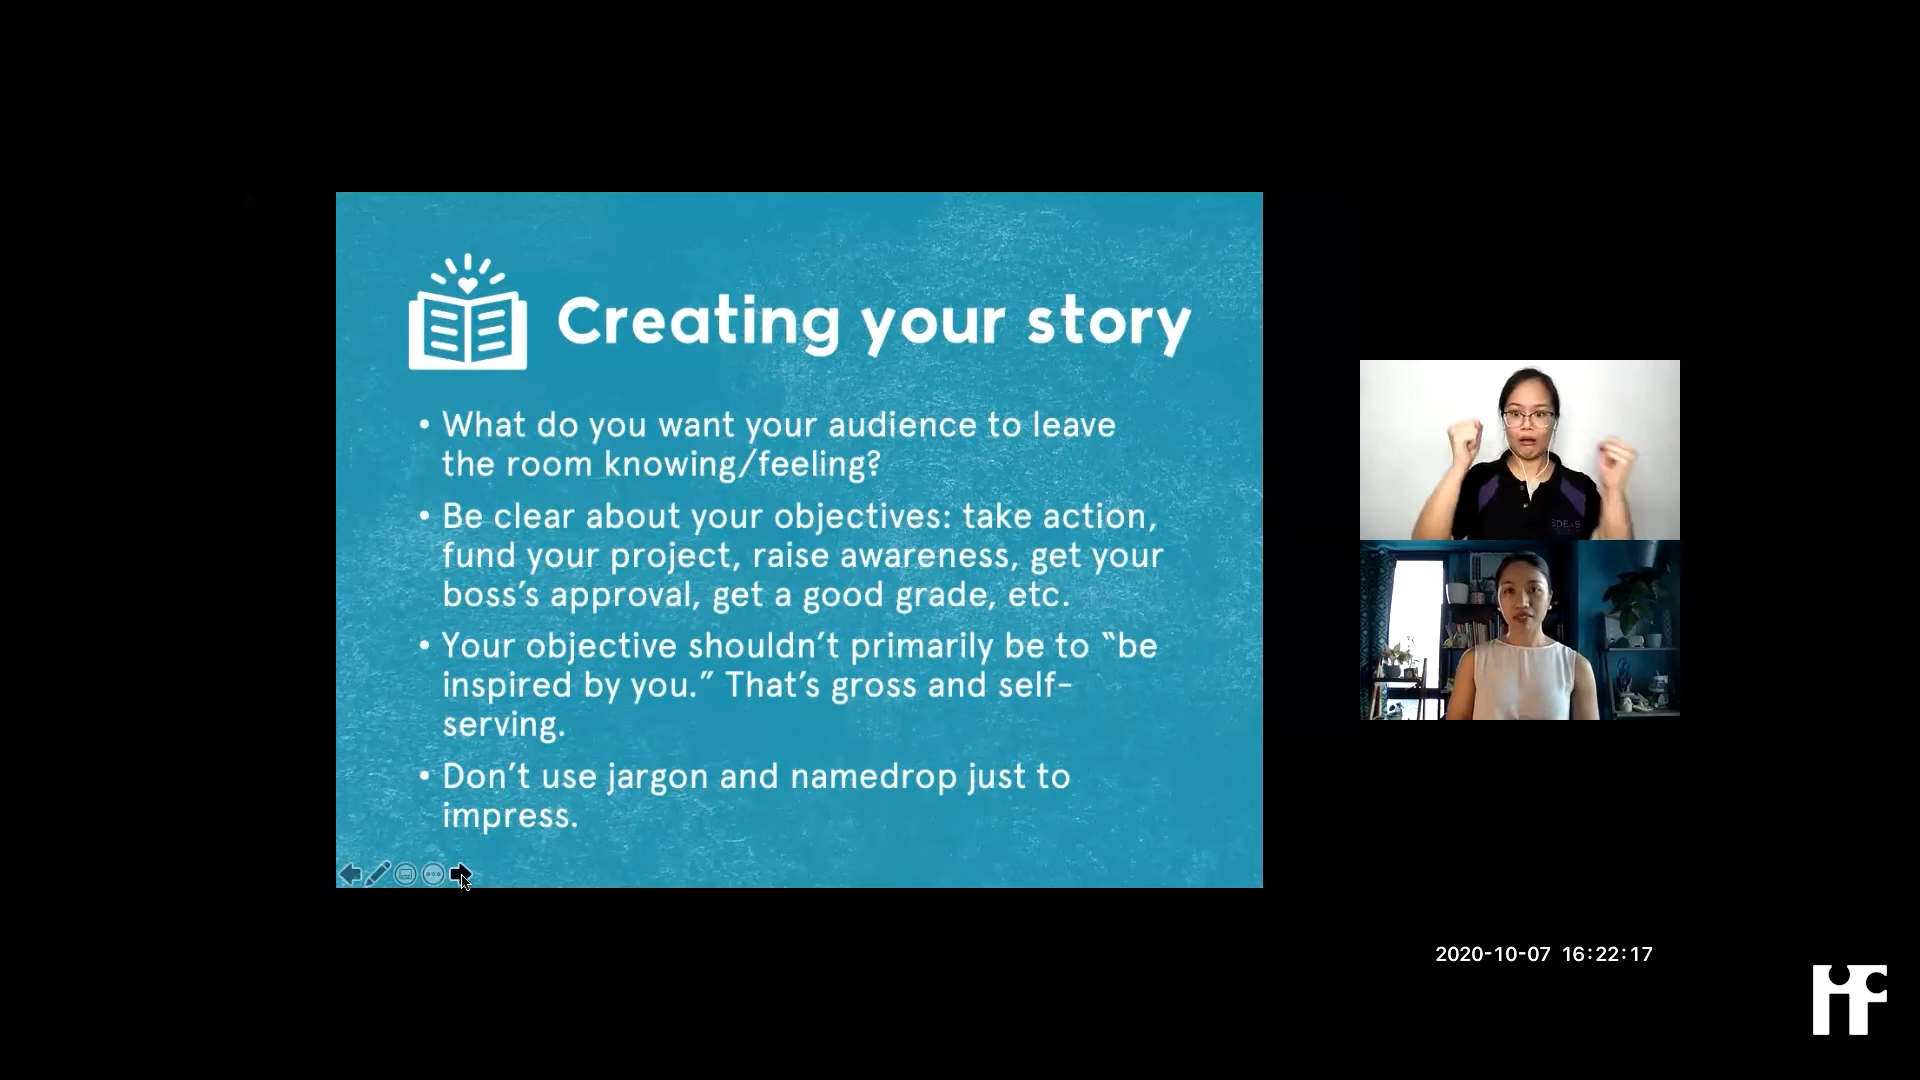 Creating your story
• What do you want your audience to leave
the room knowing/feeling?
• Be clear about your objectives: take action,
fund your project, raise awareness, get your
boss’s approval, get a good grade, etc.
• Your objective shouldn’t primarily be to “be
inspired by you.” That’s gross and self-
serving.
• Don’t use jargon and namedrop just to
impress.
2020-10-07 16:22:17